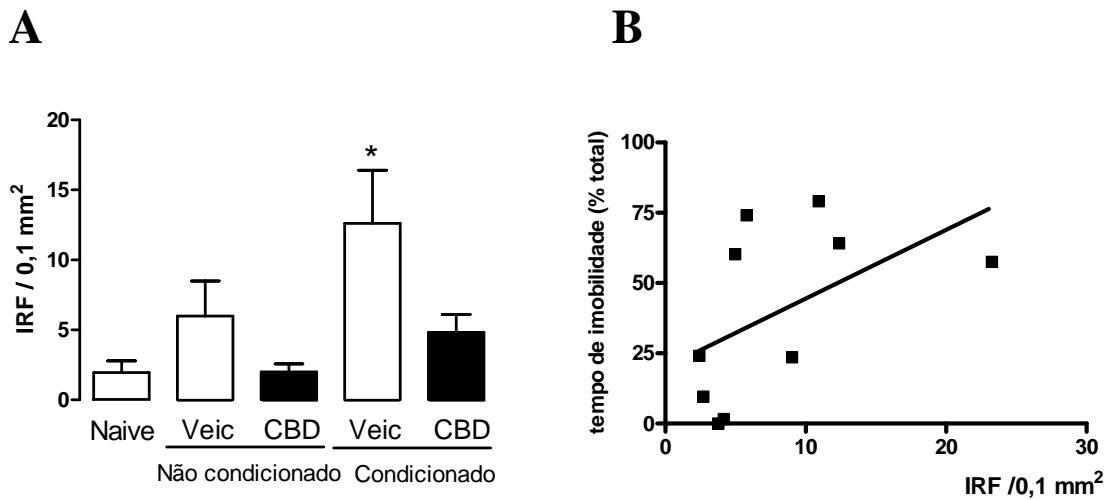 A
B
IRF / 0,1 mm²
20
15
10
5
0
*
Naive
Veic
CBD
Veic
CBD
Não condicionado
Condicionado
tempo de imobilidade (% total)
100
75
50
25
0
0
10
20
30
IRF /0,1 mm²